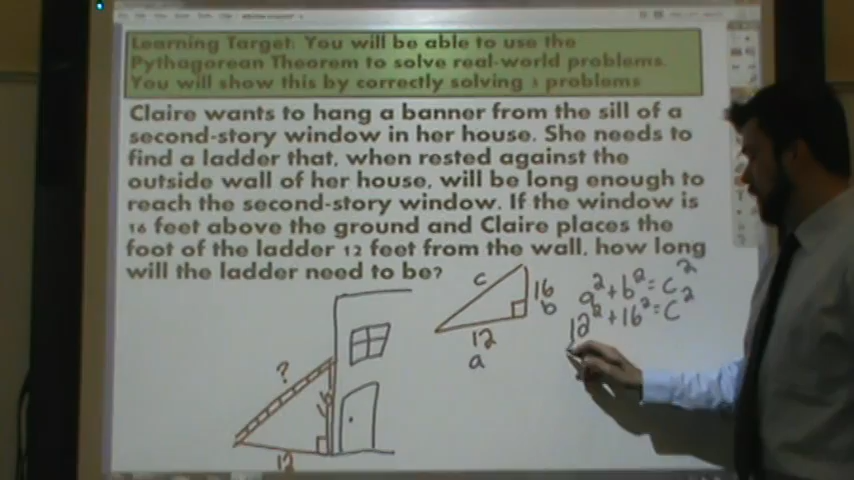 Learning Target: You will be able to use the
Pythagorean Theorem to solve real-world problems.
You will show this by correctly solving 3 problems
Claire wants to hang a banner from the sill of a
second-story window in her house. She needs to
find a ladder that, when rested against the
outside wall of her house, will be long enough to
reach the second-story window. If the window is
16 feet above the ground and Claire places the
foot of the ladder 12 feet from the wall, how long
will the ladder need to be?
c
16
b
12
a
a² + b² = c²
12² + 16² = c²
?
16
12